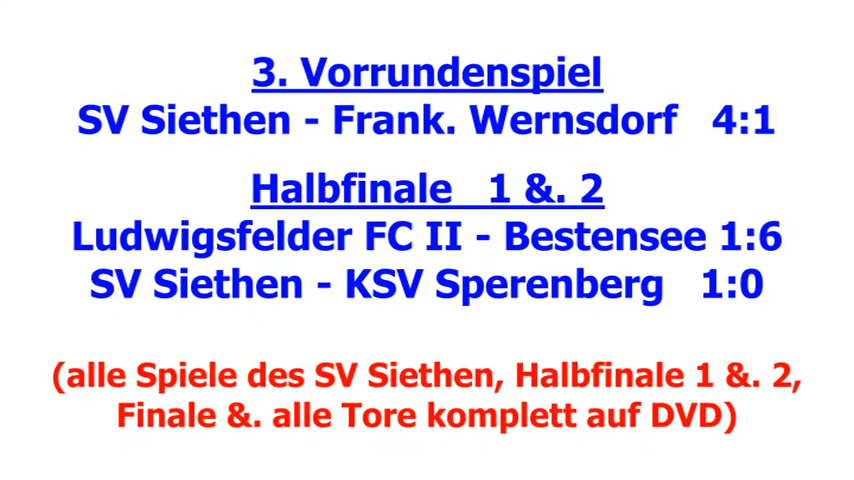 3. Vorrundenspiel
SV Siethen - Frank. Wernsdorf   4:1
Halbfinale   1 &. 2
Ludwigsfelder FC II - Bestensee 1:6
SV Siethen - KSV Sperenberg   1:0
(alle Spiele des SV Siethen, Halbfinale 1 &. 2,
Finale &. alle Tore komplett auf DVD)